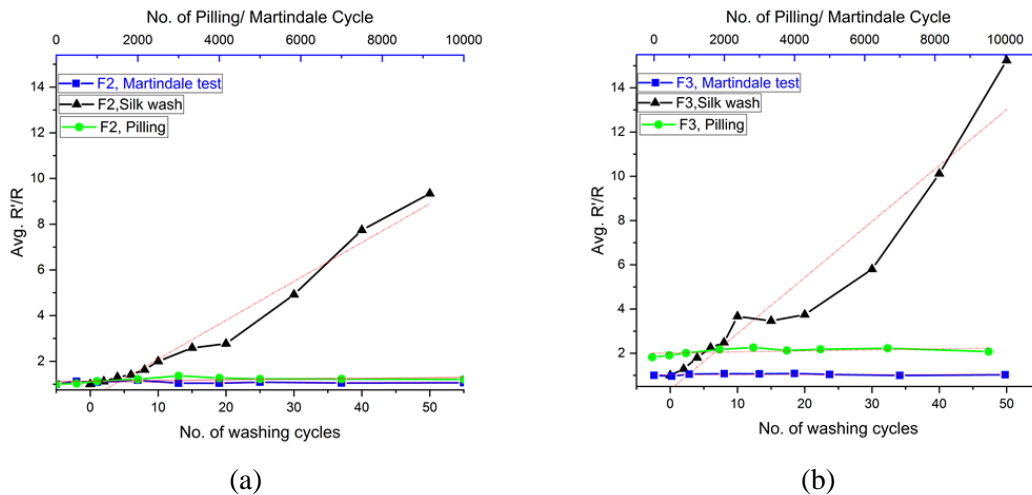 No. of Pilling/ Martindale Cycle
0 2000 4000 6000 8000 10000
14
12
10
8
6
4
2
Avg. R'/R
F2, Martindale test
F2,Silk wash
F2, Pilling
0 10 20 30 40 50
No. of washing cycles
(a)
No. of Pilling/ Martindale Cycle
0 2000 4000 6000 8000 10000
14
12
10
8
6
4
2
0
Avg. R'/R
F3, Martindale test
F3,Silk wash
F3, Pilling
0 10 20 30 40 50
No. of washing cycles
(b)